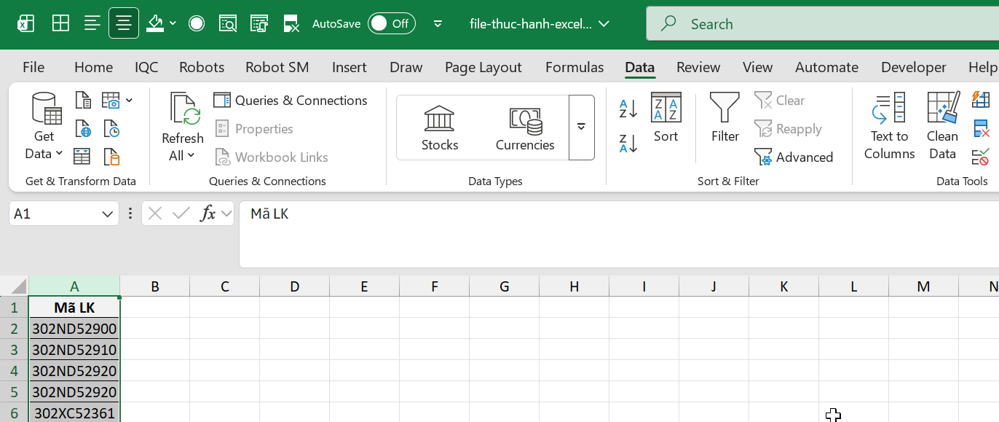 AutoSave Off file-thuc-hanh-excel... Search
File Home IQC Robots Robot SM Insert Draw Page Layout Formulas Data Review View Automate Developer Help
Get Data
Refresh All
Queries & Connections
Properties
Workbook Links
Stocks
Currencies
Sort
Filter
Clear
Reapply
Advanced
Text to Columns
Clean Data
Get & Transform Data Queries & Connections Data Types Sort & Filter Data Tools
A1 fx Mã LK
A B C D E F G H I J K L M N
1 Mã LK
2 302ND52900
3 302ND52910
4 302ND52920
5 302ND52920
6 302XC52361